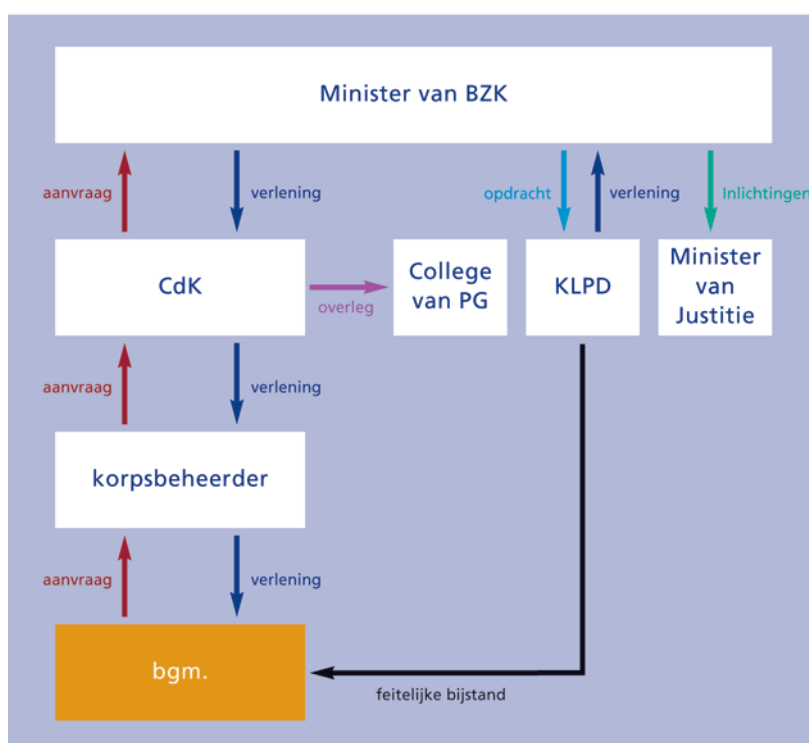 Minister van BZK
aanvraag
verlening
opdracht
verlening
Inlichtingen
CdK
overleg
College
van PG
KLPD
Minister
van
Justitie
aanvraag
verlening
korpsbeheerder
aanvraag
verlening
bgm.
feitelijke bijstand